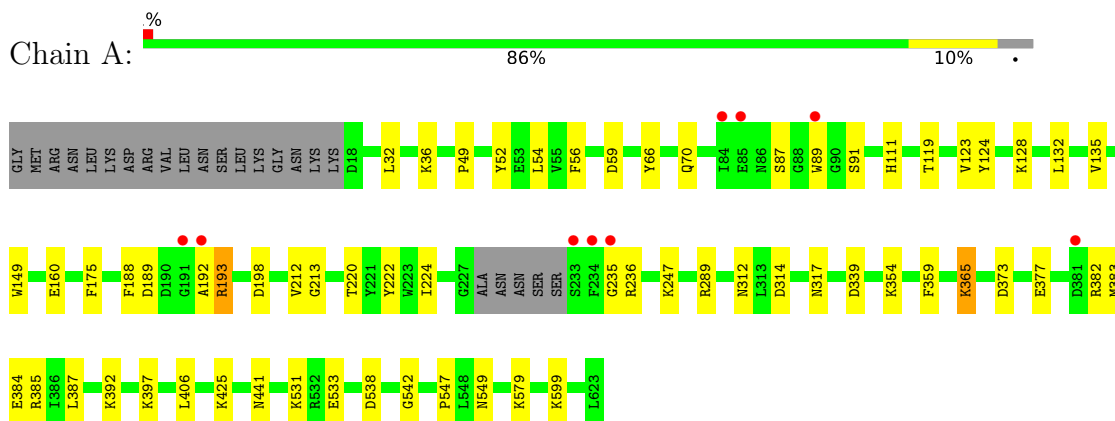 .%
Chain A:
86% 10% •
GLY MET ARG ASN LEU LYS ASP ARG VAL LEU ASN SER LEU LYS GLY ASN LYS LYS D18 L32 K36 P49 Y52 E53 L54 V55 F56 D59 Y66 Q70 I84 E85 N86 S87 G88 W89 G90 S91 H111 T119 V123 Y124 K128 L132 V135
W149 E160 F175 F188 D189 D190 G191 A192 R193 D198 V212 G213 T220 Y221 Y222 W223 I224 G227 ALA ASN ASN SER SER S233 F234 G235 R236 K247 R289 N312 L313 D314 N317 D339 K354 F359 K365 D373 E377 D381 R382 M383
E384 R385 I386 L387 K392 K397 L406 K425 N441 K531 R532 E533 D538 G542 P547 L548 N549 K579 K599 L623